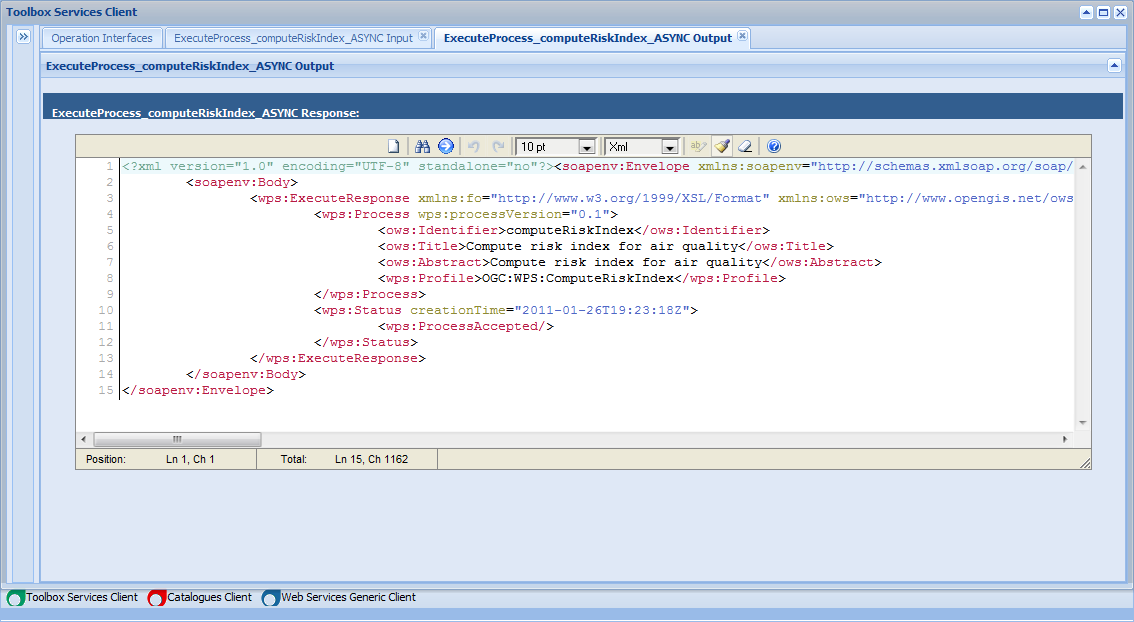 Toolbox Services Client
Operation Interfaces ExecuteProcess_computeRiskIndex_ASYNC Input ExecuteProcess_computeRiskIndex_ASYNC Output
ExecuteProcess_computeRiskIndex_ASYNC Output
ExecuteProcess_computeRiskIndex_ASYNC Response:
10 pt Xml
1 <?xml version="1.0" encoding="UTF-8" standalone="no"?><soapenv:Envelope xmlns:soapenv="http://schemas.xmlsoap.org/soap/
2 <soapenv:Body>
3 <wps:ExecuteResponse xmlns:fo="http://www.w3.org/1999/XSL/Format" xmlns:ows="http://www.opengis.net/ows
4 <wps:Process wps:processVersion="0.1">
5 <ows:Identifier>computeRiskIndex</ows:Identifier>
6 <ows:Title>Compute risk index for air quality</ows:Title>
7 <ows:Abstract>Compute risk index for air quality</ows:Abstract>
8 <wps:Profile>OGC:WPS:ComputeRiskIndex</wps:Profile>
9 </wps:Process>
10 <wps:Status creationTime="2011-01-26T19:23:18Z">
11 <wps:ProcessAccepted/>
12 </wps:Status>
13 </wps:ExecuteResponse>
14 </soapenv:Body>
15 </soapenv:Envelope>
Position: Ln 1, Ch 1 Total: Ln 15, Ch 1162
Toolbox Services Client Catalogues Client Web Services Generic Client